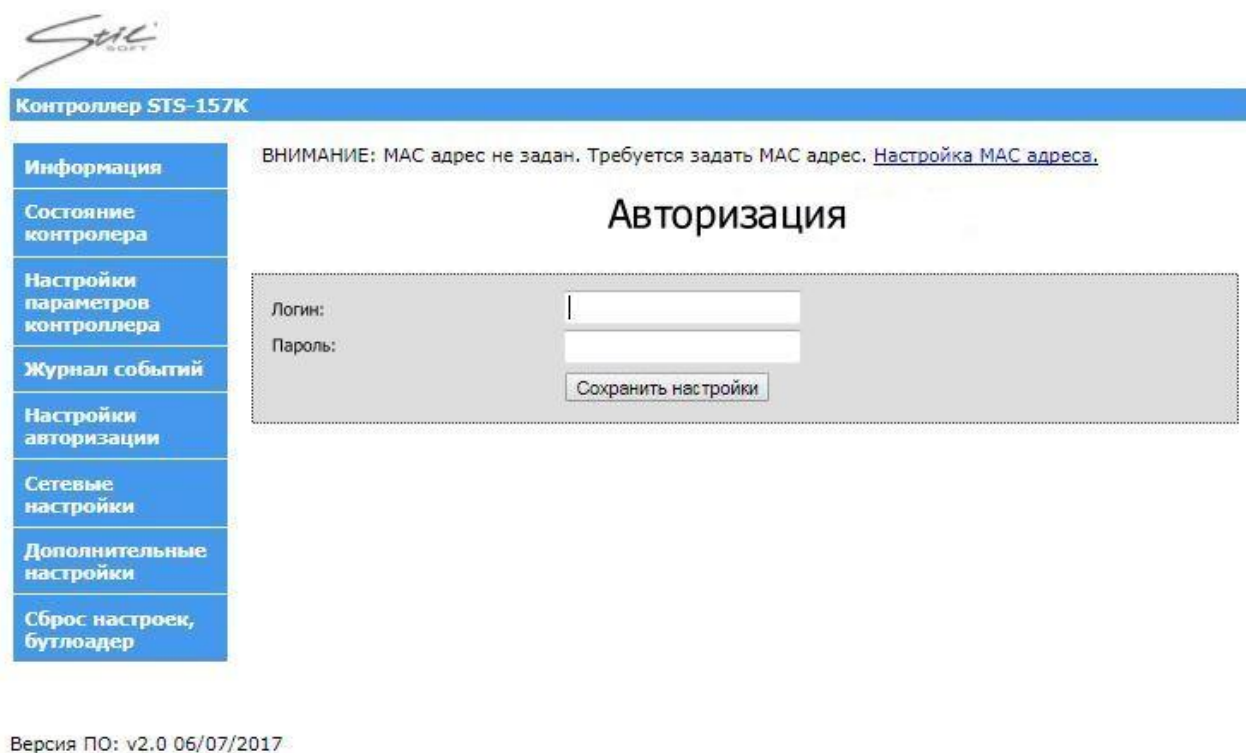 Stil'
SOFT
Контроллер STS-157K
Информация
Состояние
контролера
Настройки
параметров
контроллера
Журнал событий
Настройки
авторизации
Сетевые
настройки
Дополнительные
настройки
Сброс настроек,
бутлоадер
ВНИМАНИЕ: MAC адрес не задан. Требуется задать MAC адрес. Настройка MAC адреса.
Авторизация
Логин:
Пароль:
Сохранить настройки
Версия ПО: v2.0 06/07/2017